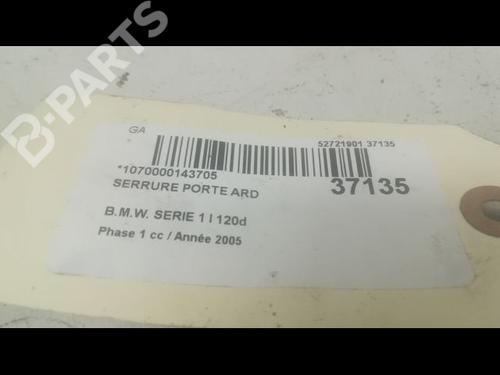 B-PARTS
GA
52721901 37135
*1070000143705
SERRURE PORTE ARD
37135
B.M.W. SERIE 1 I 120d
Phase 1 cc / Année 2005